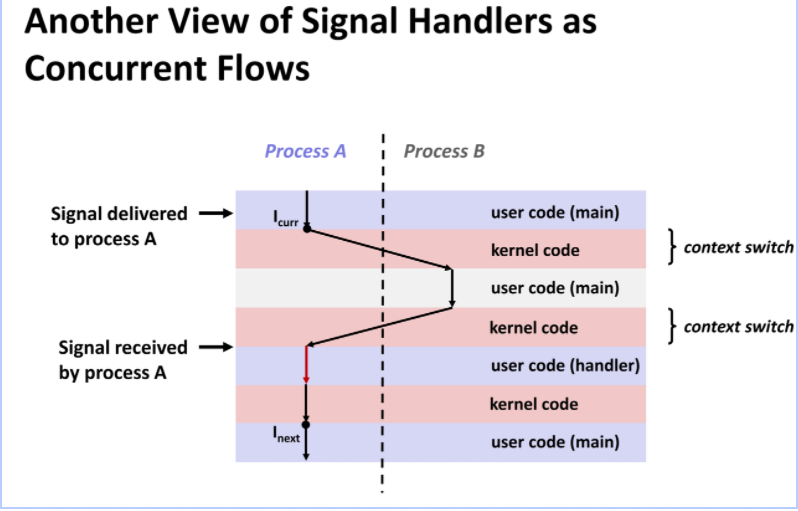 Another View of Signal Handlers as
Concurrent Flows
Process A
Process B
Signal delivered
to process A
I curr
user code (main)
kernel code
context switch
user code (main)
kernel code
context switch
Signal received
by process A
user code (handler)
kernel code
I next
user code (main)